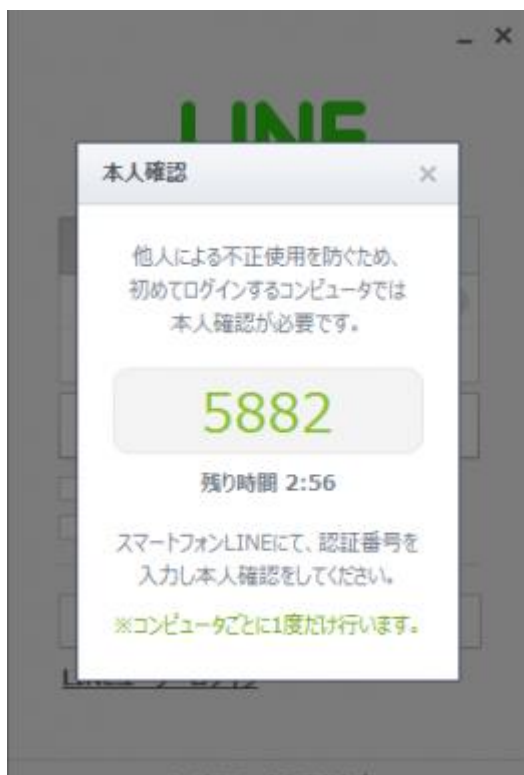 LINE
本人確認
他人による不正使用を防ぐため、
初めてログインするコンピュータでは
本人確認が必要です。
5882
残り時間 2:56
スマートフォンLINEにて、認証番号を
入力し本人確認をしてください。
※コンピュータごとに1度だけ行います。